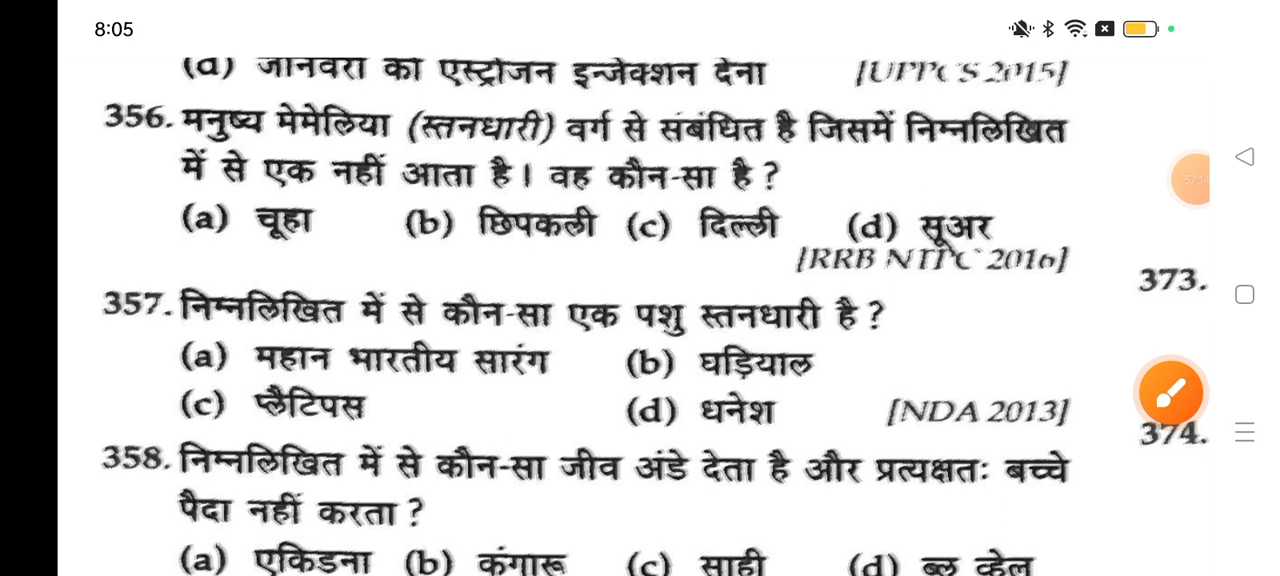 8:05
(d) जानवरों को एस्ट्रोजन इन्जेक्शन देना [UPPCS 2015]
356. मनुष्य मेमेलिया (स्तनधारी) वर्ग से संबंधित है जिसमें निम्नलिखित
में से एक नहीं आता है। वह कौन-सा है ?
(a) चूहा (b) छिपकली (c) दिल्ली (d) सूअर
[RRB NTPC 2016]
357. निम्नलिखित में से कौन-सा एक पशु स्तनधारी है ?
(a) महान भारतीय सारंग (b) घड़ियाल
(c) प्लैटिपस (d) धनेश [NDA 2013]
358. निम्नलिखित में से कौन-सा जीव अंडे देता है और प्रत्यक्षतः बच्चे
पैदा नहीं करता ?
(a) एकिडना (b) कंगारू (c) साही (d) ब्लू व्हेल
373.
374.